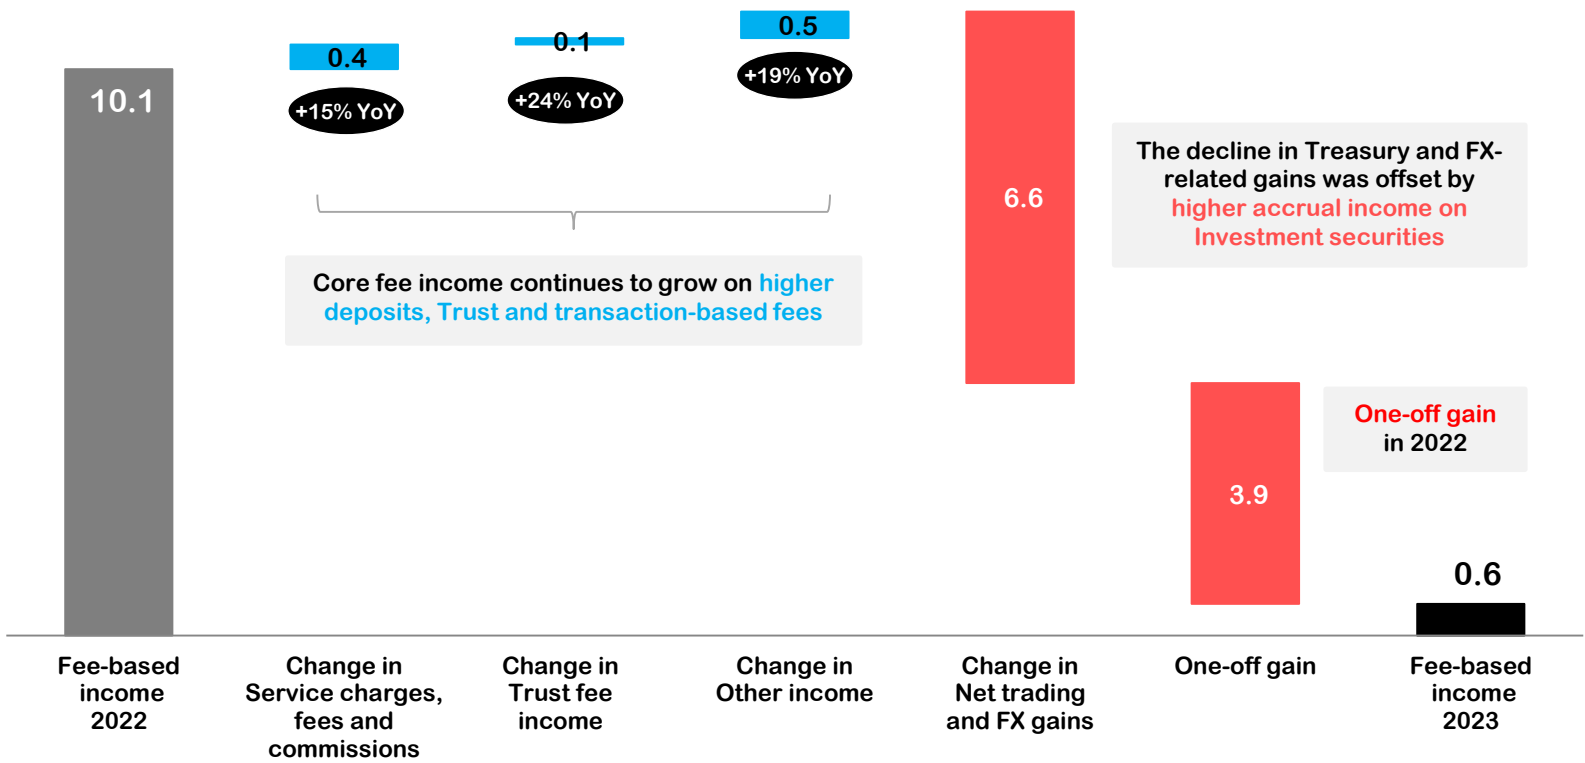 10.1
0.4
+15% YoY
0.1
+24% YoY
0.5
+19% YoY
Core fee income continues to grow on higher
deposits, Trust and transaction-based fees
6.6
The decline in Treasury and FX-
related gains was offset by
higher accrual income on
Investment securities
3.9
One-off gain
in 2022
0.6
Fee-based
income
2022
Change in
Service charges,
fees and
commissions
Change in
Trust fee
income
Change in
Other income
Change in
Net trading
and FX gains
One-off gain
Fee-based
income
2023